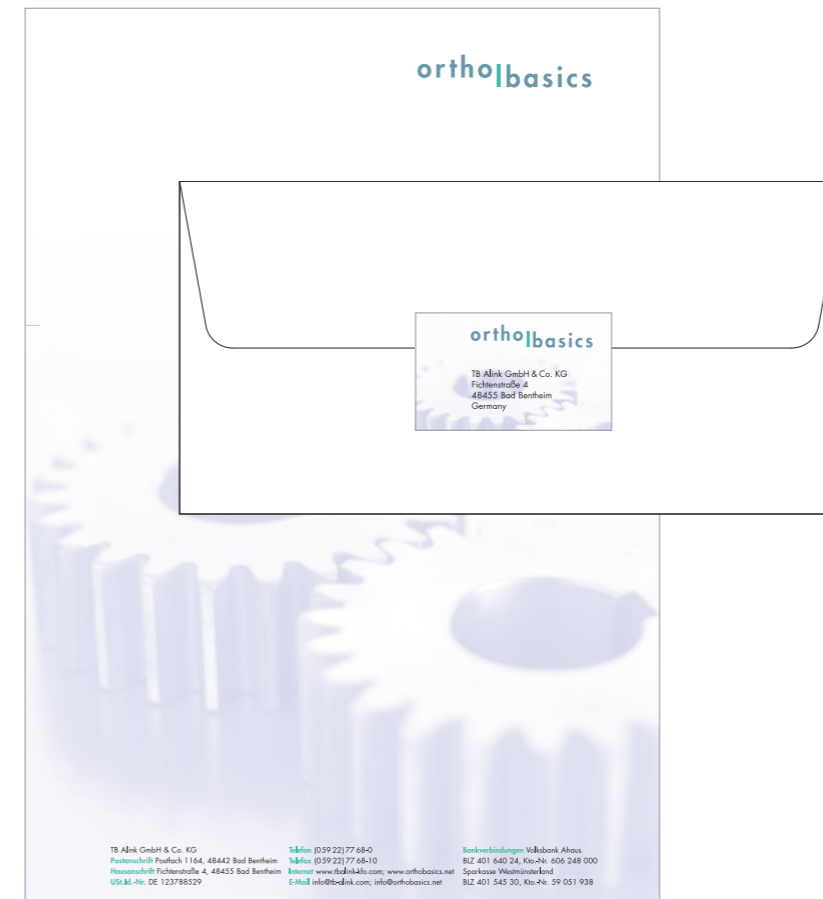 ortho|basics
ortho|basics
TB Alink GmbH & Co. KG
Fichtenstraße 4
48455 Bad Bentheim
Germany
TB Alink GmbH & Co. KG
Postanschrift Postfach 1164, 48442 Bad Bentheim
Hausanschrift Fichtenstraße 4, 48455 Bad Bentheim
USt.Id.-Nr. DE 123788529
Telefon (059 22) 77 68-0
Telefax (059 22) 77 68-10
Internet www.tbalink-kfo.com; www.orthobasics.net
E-Mail info@tb-alink.com; info@orthobasics.net
Bankverbindungen Volksbank Ahaus
BLZ 401 640 24, Kto.-Nr. 606 248 000
Sparkasse Westmünsterland
BLZ 401 545 30, Kto.-Nr. 59 051 938